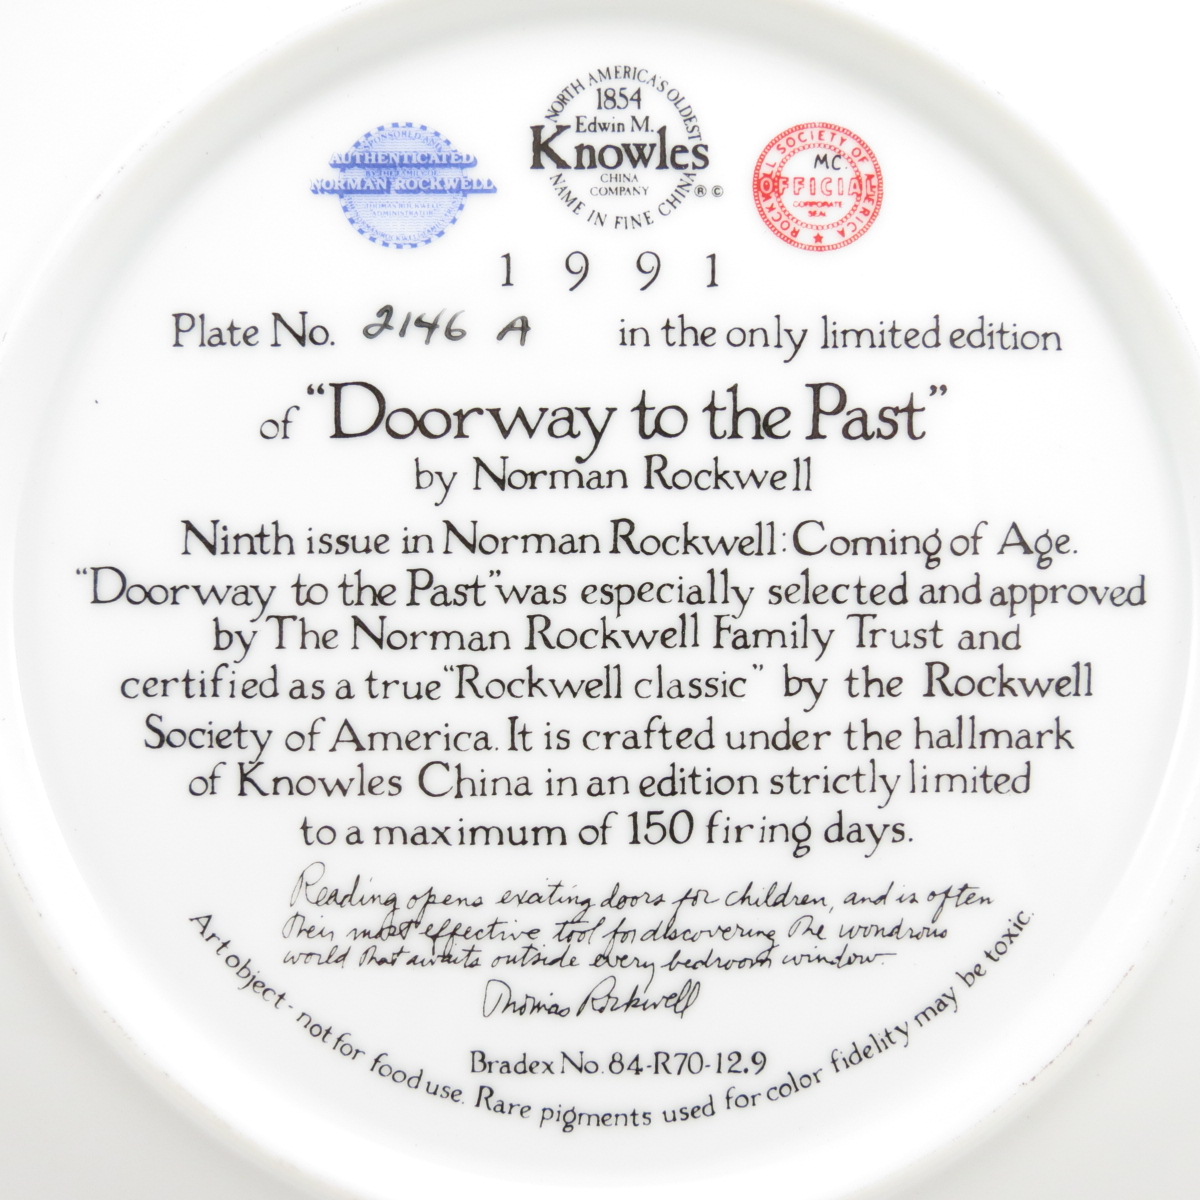 NORTH AMERICA'S OLDEST
1854
Edwin M.
Knowles
CHINA
COMPANY
NAME IN FINE CHINA
® ©
AUTHENTICATED
NORMAN ROCKWELL
ROCKWELL SOCIETY OF AMERICA
MC
OFFICIAL
CORPORATE
SEAL
1991
Plate No. 2146 A in the only limited edition
of "Doorway to the Past"
by Norman Rockwell
Ninth issue in Norman Rockwell: Coming of Age.
"Doorway to the Past" was especially selected and approved
by The Norman Rockwell Family Trust and
certified as a true "Rockwell classic" by the Rockwell
Society of America. It is crafted under the hallmark
of Knowles China in an edition strictly limited
to a maximum of 150 firing days.
Reading opens exciting doors for children, and is often
their most effective tool for discovering the wondrous
world that awaits outside every bedroom window.
Thomas Rockwell
Bradex No. 84-R70-12.9
Art object - not for food use. Rare pigments used for color fidelity may be toxic.